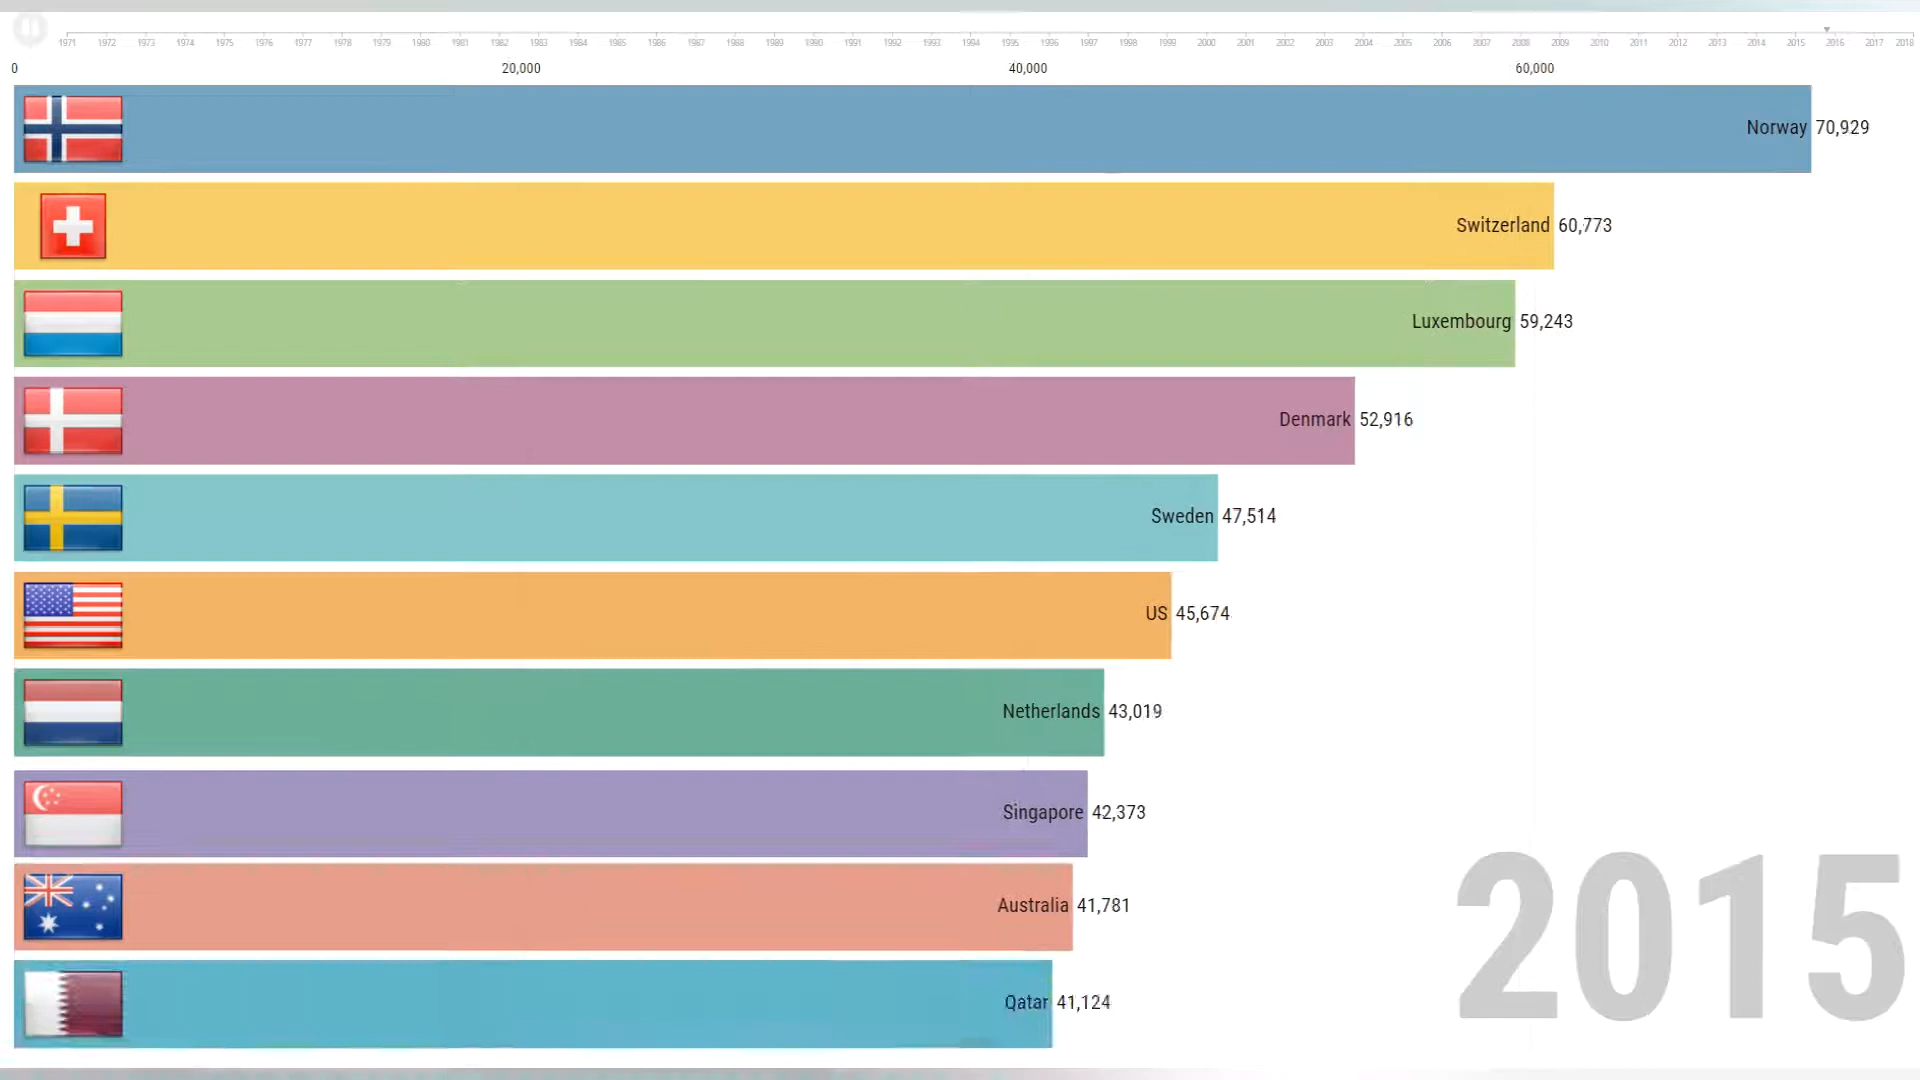 1971 1972 1973 1974 1975 1976 1977 1978 1979 1980 1981 1982 1983 1984 1985 1986 1987 1988 1989 1990 1991 1992 1993 1994 1995 1996 1997 1998 1999 2000 2001 2002 2003 2004 2005 2006 2007 2008 2009 2010 2011 2012 2013 2014 2015 2016 2017 2018
0 20,000 40,000 60,000
Norway 70,929
Switzerland 60,773
Luxembourg 59,243
Denmark 52,916
Sweden 47,514
US 45,674
Netherlands 43,019
Singapore 42,373
Australia 41,781
Qatar 41,124
2015